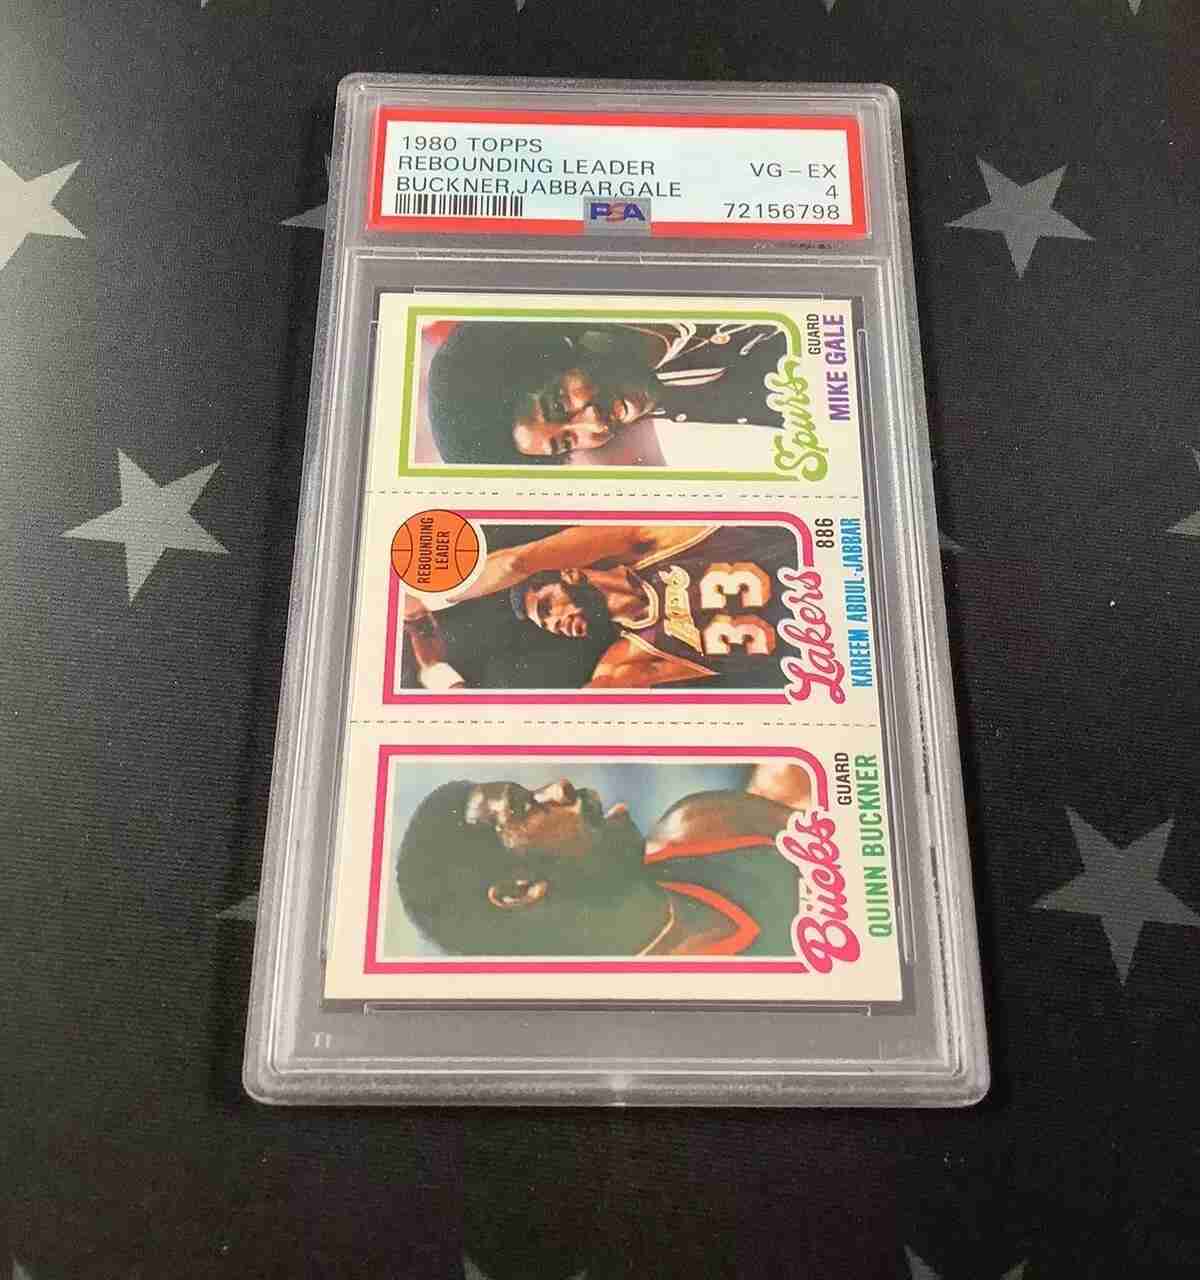 1980 TOPPS
REBOUNDING LEADER
BUCKNER,JABBAR,GALE
VG - EX
4
PSA
72156798
Spurs
GUARD
MIKE GALE
REBOUNDING
LEADER
33
Lakers
886
KAREEM ABDUL-JABBAR
Bucks
GUARD
QUINN BUCKNER